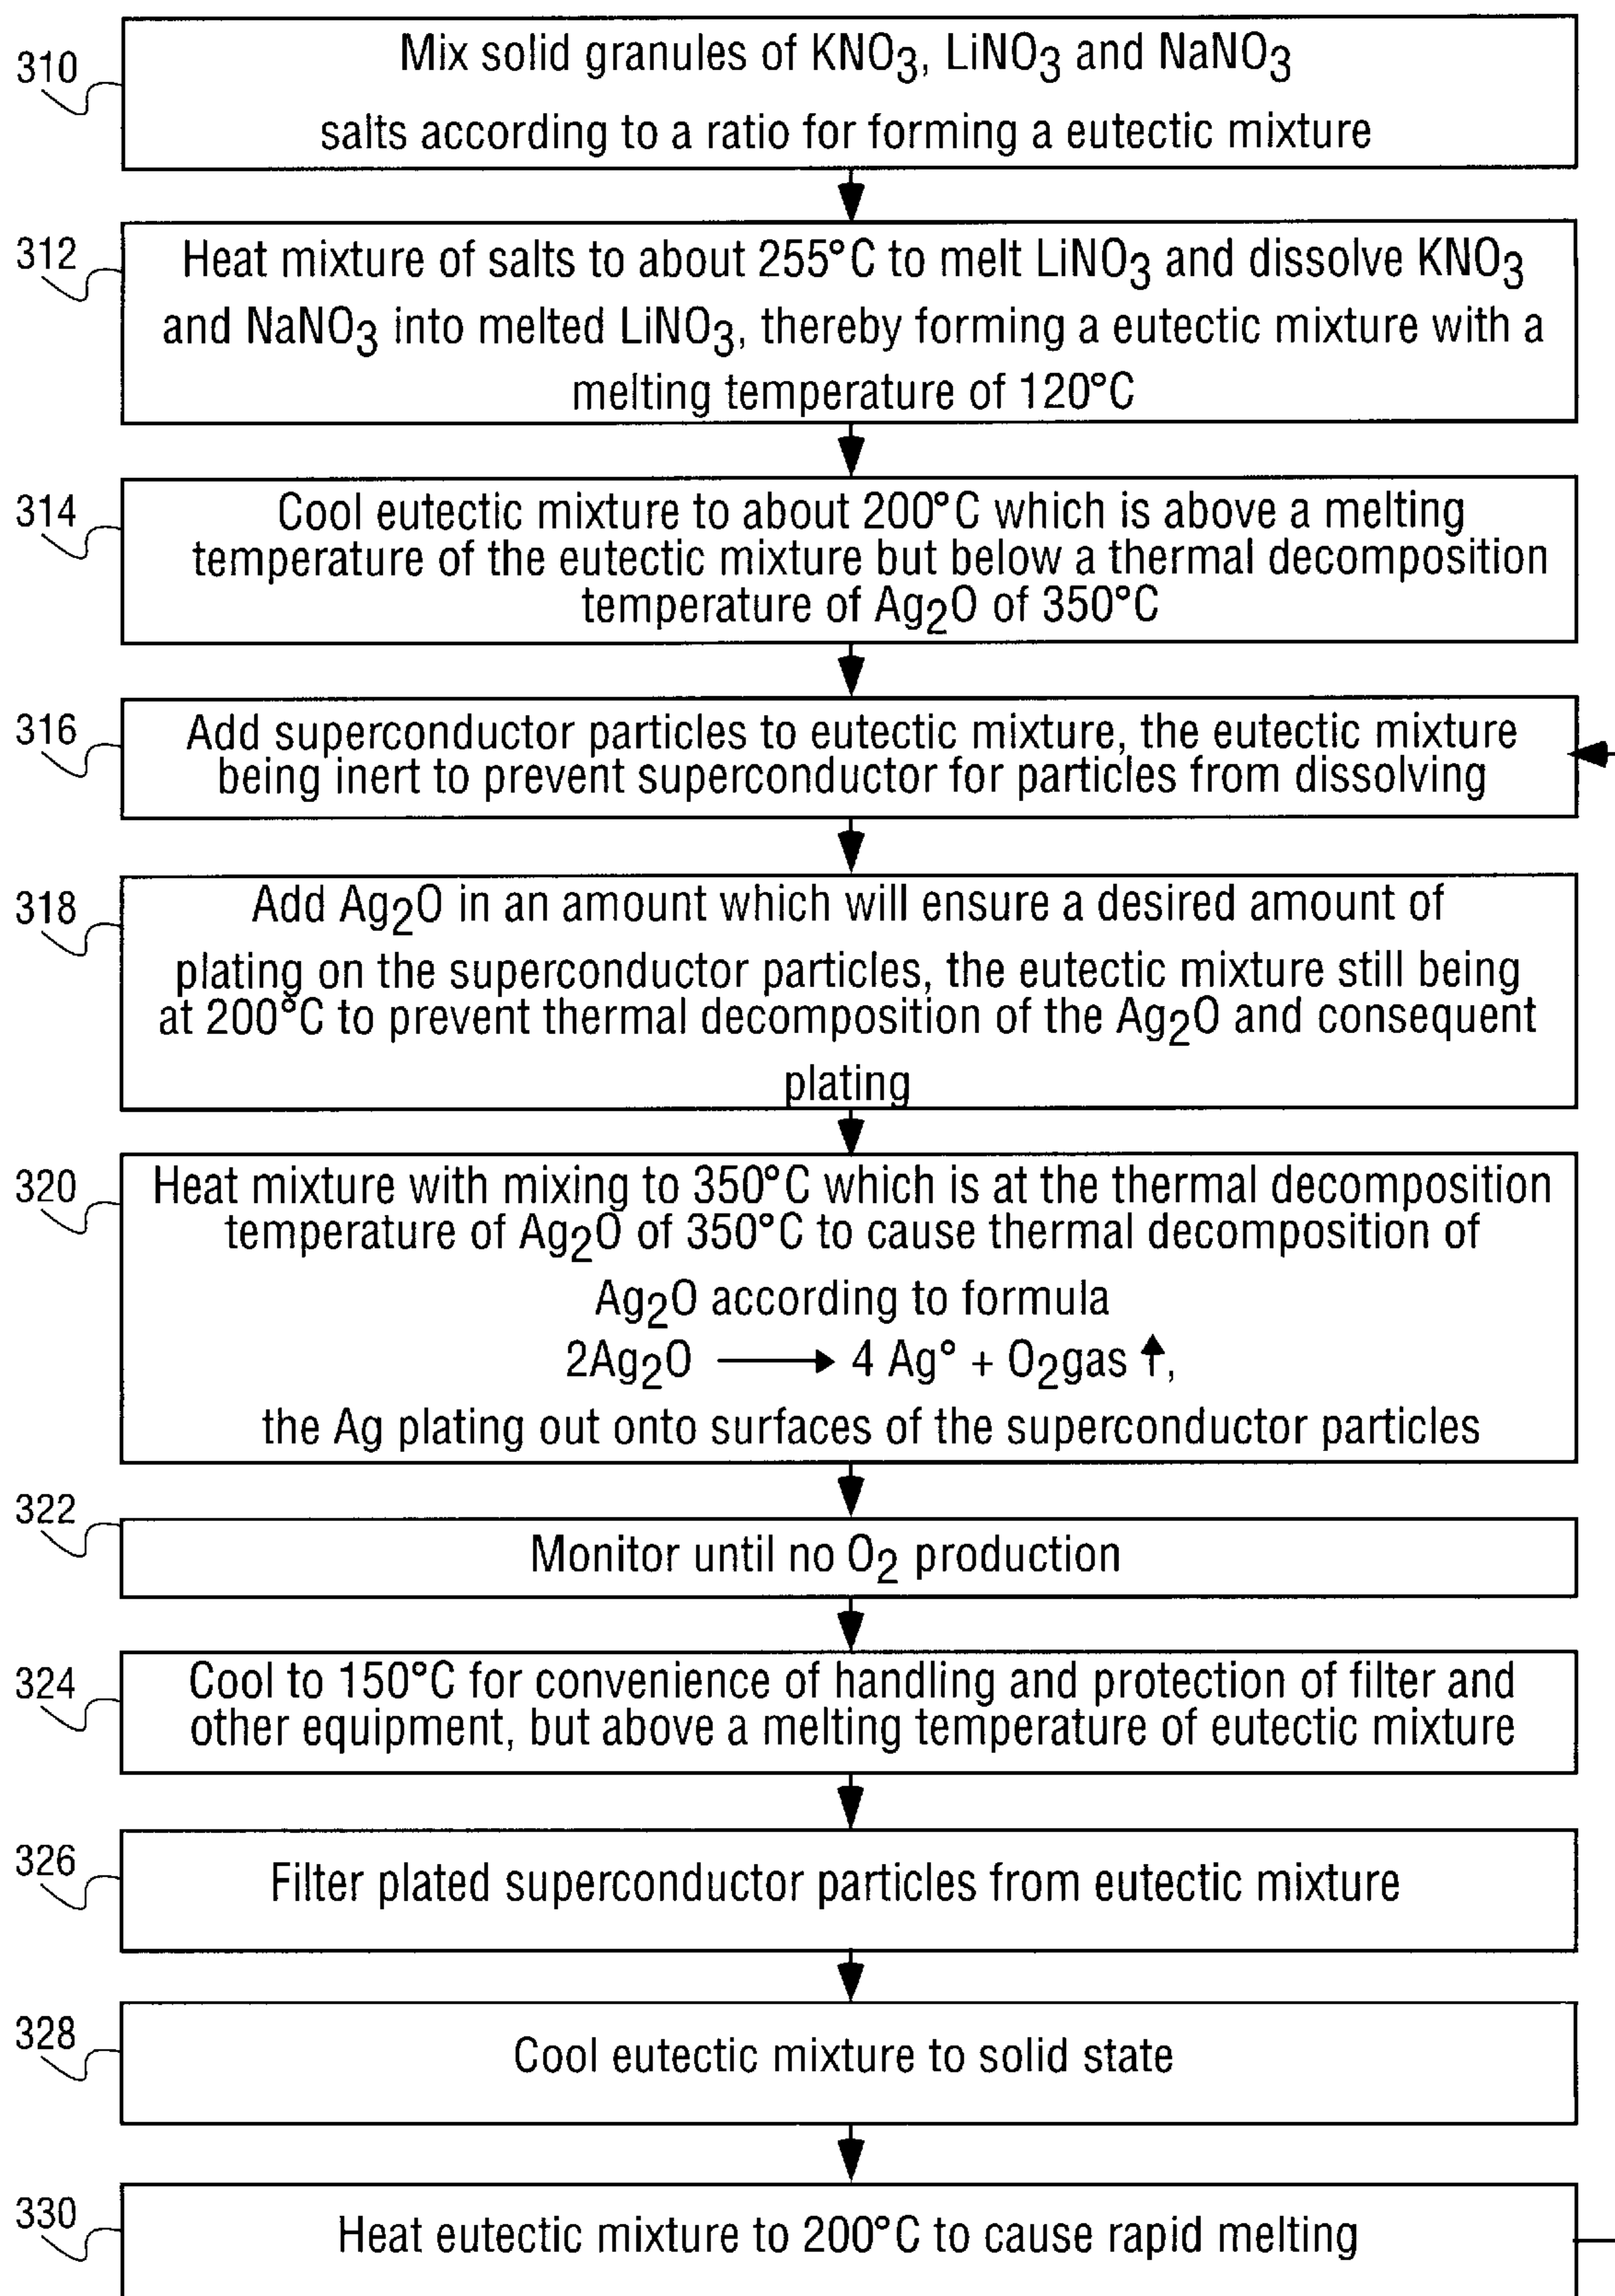 310
Mix solid granules of KNO3, LiNO3 and NaNO3
salts according to a ratio for forming a eutectic mixture
312
Heat mixture of salts to about 255°C to melt LiNO3 and dissolve KNO3
and NaNO3 into melted LiNO3, thereby forming a eutectic mixture with a
melting temperature of 120°C
314
Cool eutectic mixture to about 200°C which is above a melting
temperature of the eutectic mixture but below a thermal decomposition
temperature of Ag2O of 350°C
316
Add superconductor particles to eutectic mixture, the eutectic mixture
being inert to prevent superconductor for particles from dissolving
318
Add Ag2O in an amount which will ensure a desired amount of
plating on the superconductor particles, the eutectic mixture still being
at 200°C to prevent thermal decomposition of the Ag2O and consequent
plating
320
Heat mixture with mixing to 350°C which is at the thermal decomposition
temperature of Ag2O of 350°C to cause thermal decomposition of
Ag2O according to formula
2Ag2O ⟶ 4 Ag° + O2gas ↑,
the Ag plating out onto surfaces of the superconductor particles
322
Monitor until no O2 production
324
Cool to 150°C for convenience of handling and protection of filter and
other equipment, but above a melting temperature of eutectic mixture
326
Filter plated superconductor particles from eutectic mixture
328
Cool eutectic mixture to solid state
330
Heat eutectic mixture to 200°C to cause rapid melting